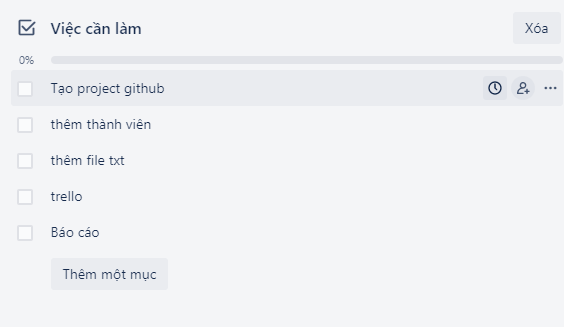 Việc cần làm
Xóa
0%
Tạo project github
thêm thành viên
thêm file txt
trello
Báo cáo
Thêm một mục